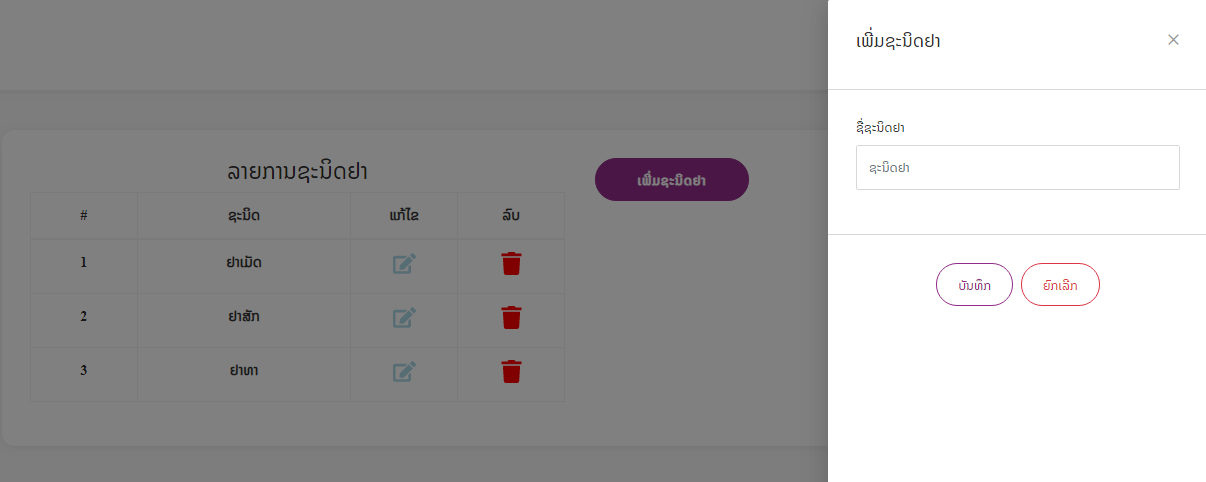 ເພີ່ມຊະນິດຢາ
ຊື່ຊະນິດຢາ
ຊະນິດຢາ
ບັນທຶກ ຍົກເລີກ
ລາຍການຊະນິດຢາ
ເພີ່ມຊະນິດຢາ
# ຊະນິດ ແກ້ໄຂ ລົບ
1 ຢາເມັດ
2 ຢາສັກ
3 ຢາທາ